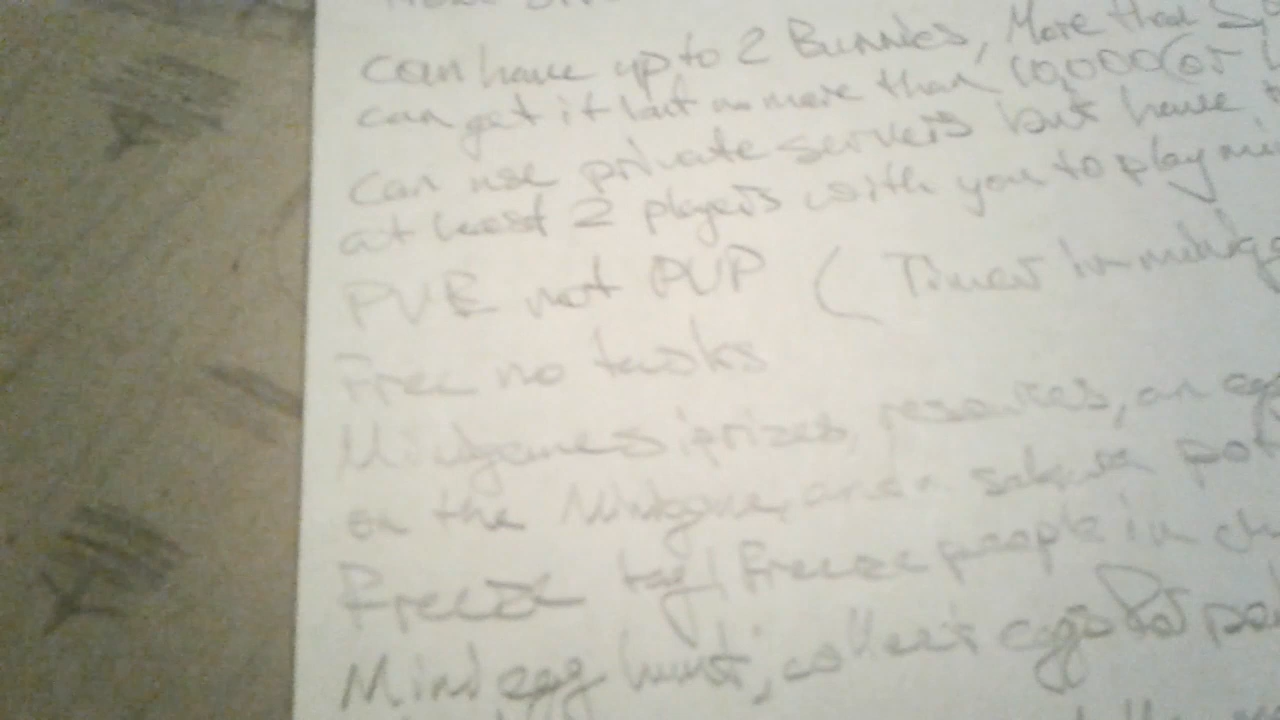 can have up to 2 Bunnies, More than
can get it but no more than 10,000 (or
Can use private servers but have
at least 2 players with you to play
PVE not PVP ( Timer in
Free no tasks
Minigames prizes, resources, an
on the Minigame, and a
Freeze tag, Freeze people in
Mini egg hunt, collect eggs for